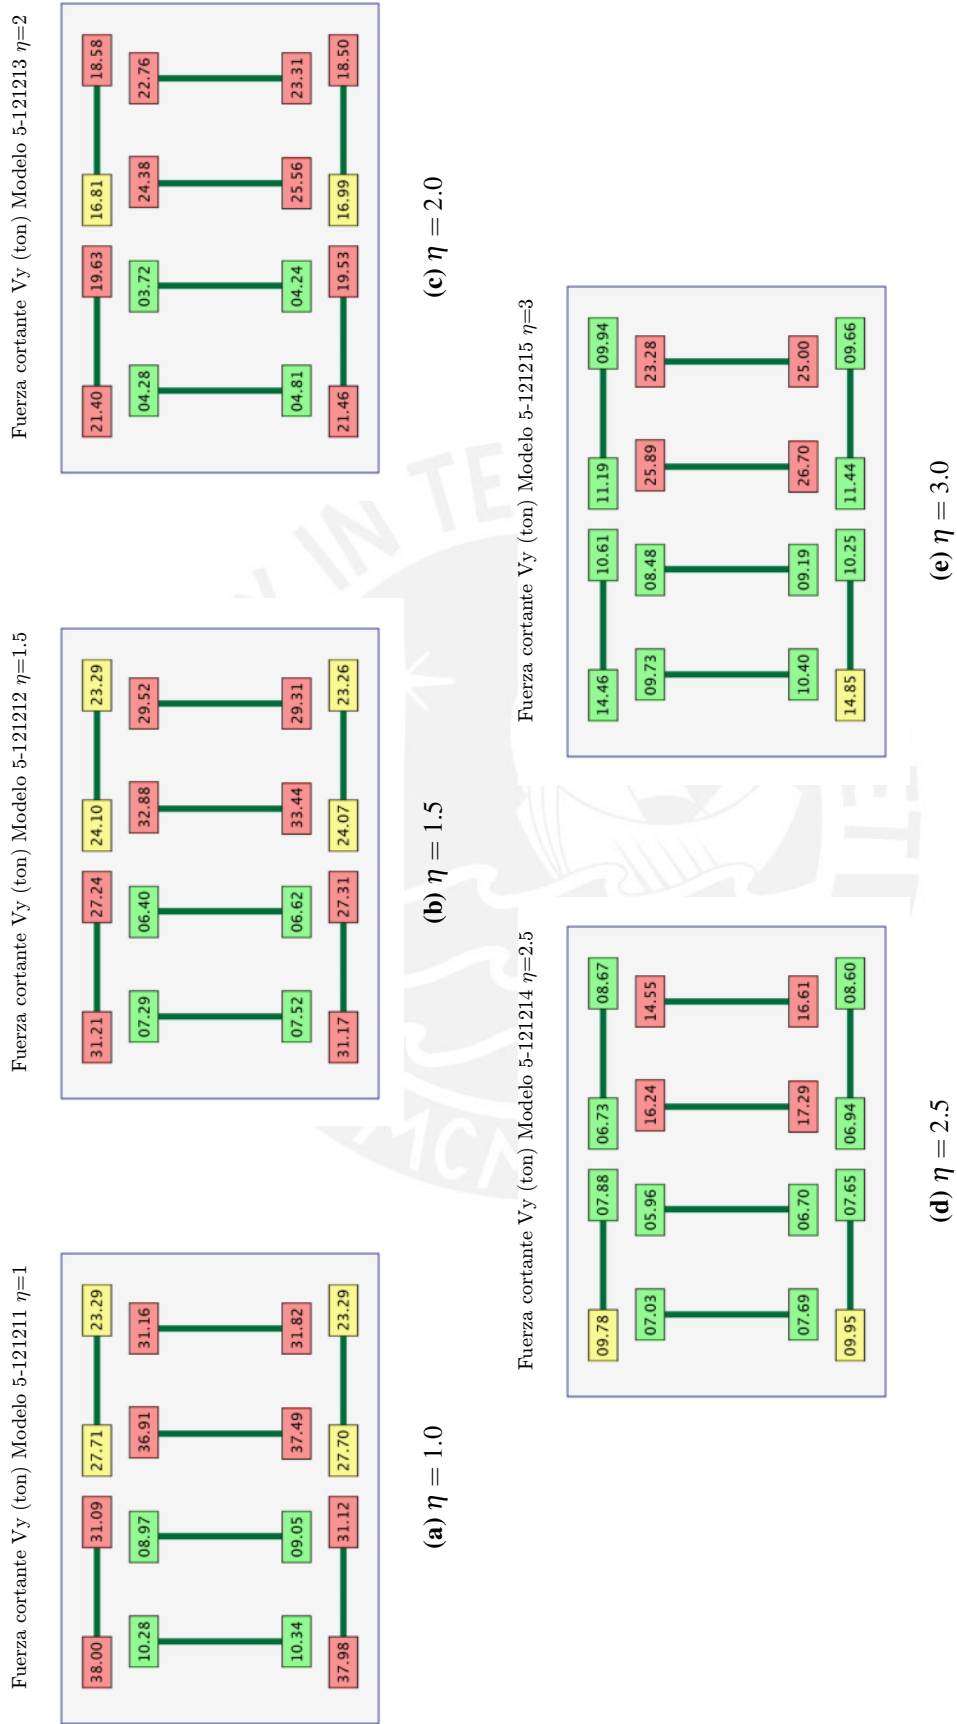 Fuerza cortante Vy (ton) Modelo 5-121211 η=1
38.00 31.09 27.71 23.29
10.28 08.97 36.91 31.16
10.34 09.05 37.49 31.82
37.98 31.12 27.70 23.29
(a) η = 1.0
Fuerza cortante Vy (ton) Modelo 5-121212 η=1.5
31.21 27.24 24.10 23.29
07.29 06.40 32.88 29.52
07.52 06.62 33.44 29.31
31.17 27.31 24.07 23.26
(b) η = 1.5
Fuerza cortante Vy (ton) Modelo 5-121213 η=2
21.40 19.63 16.81 18.58
04.28 03.72 24.38 22.76
04.81 04.24 25.56 23.31
21.46 19.53 16.99 18.50
(c) η = 2.0
Fuerza cortante Vy (ton) Modelo 5-121214 η=2.5
09.78 07.88 06.73 08.67
07.03 05.96 16.24 14.55
07.69 06.70 17.29 16.61
09.95 07.65 06.94 08.60
(d) η = 2.5
Fuerza cortante Vy (ton) Modelo 5-121215 η=3
14.46 10.61 11.19 09.94
09.73 08.48 25.89 23.28
10.40 09.19 26.70 25.00
14.85 10.25 11.44 09.66
(e) η = 3.0
IN TE
MCM